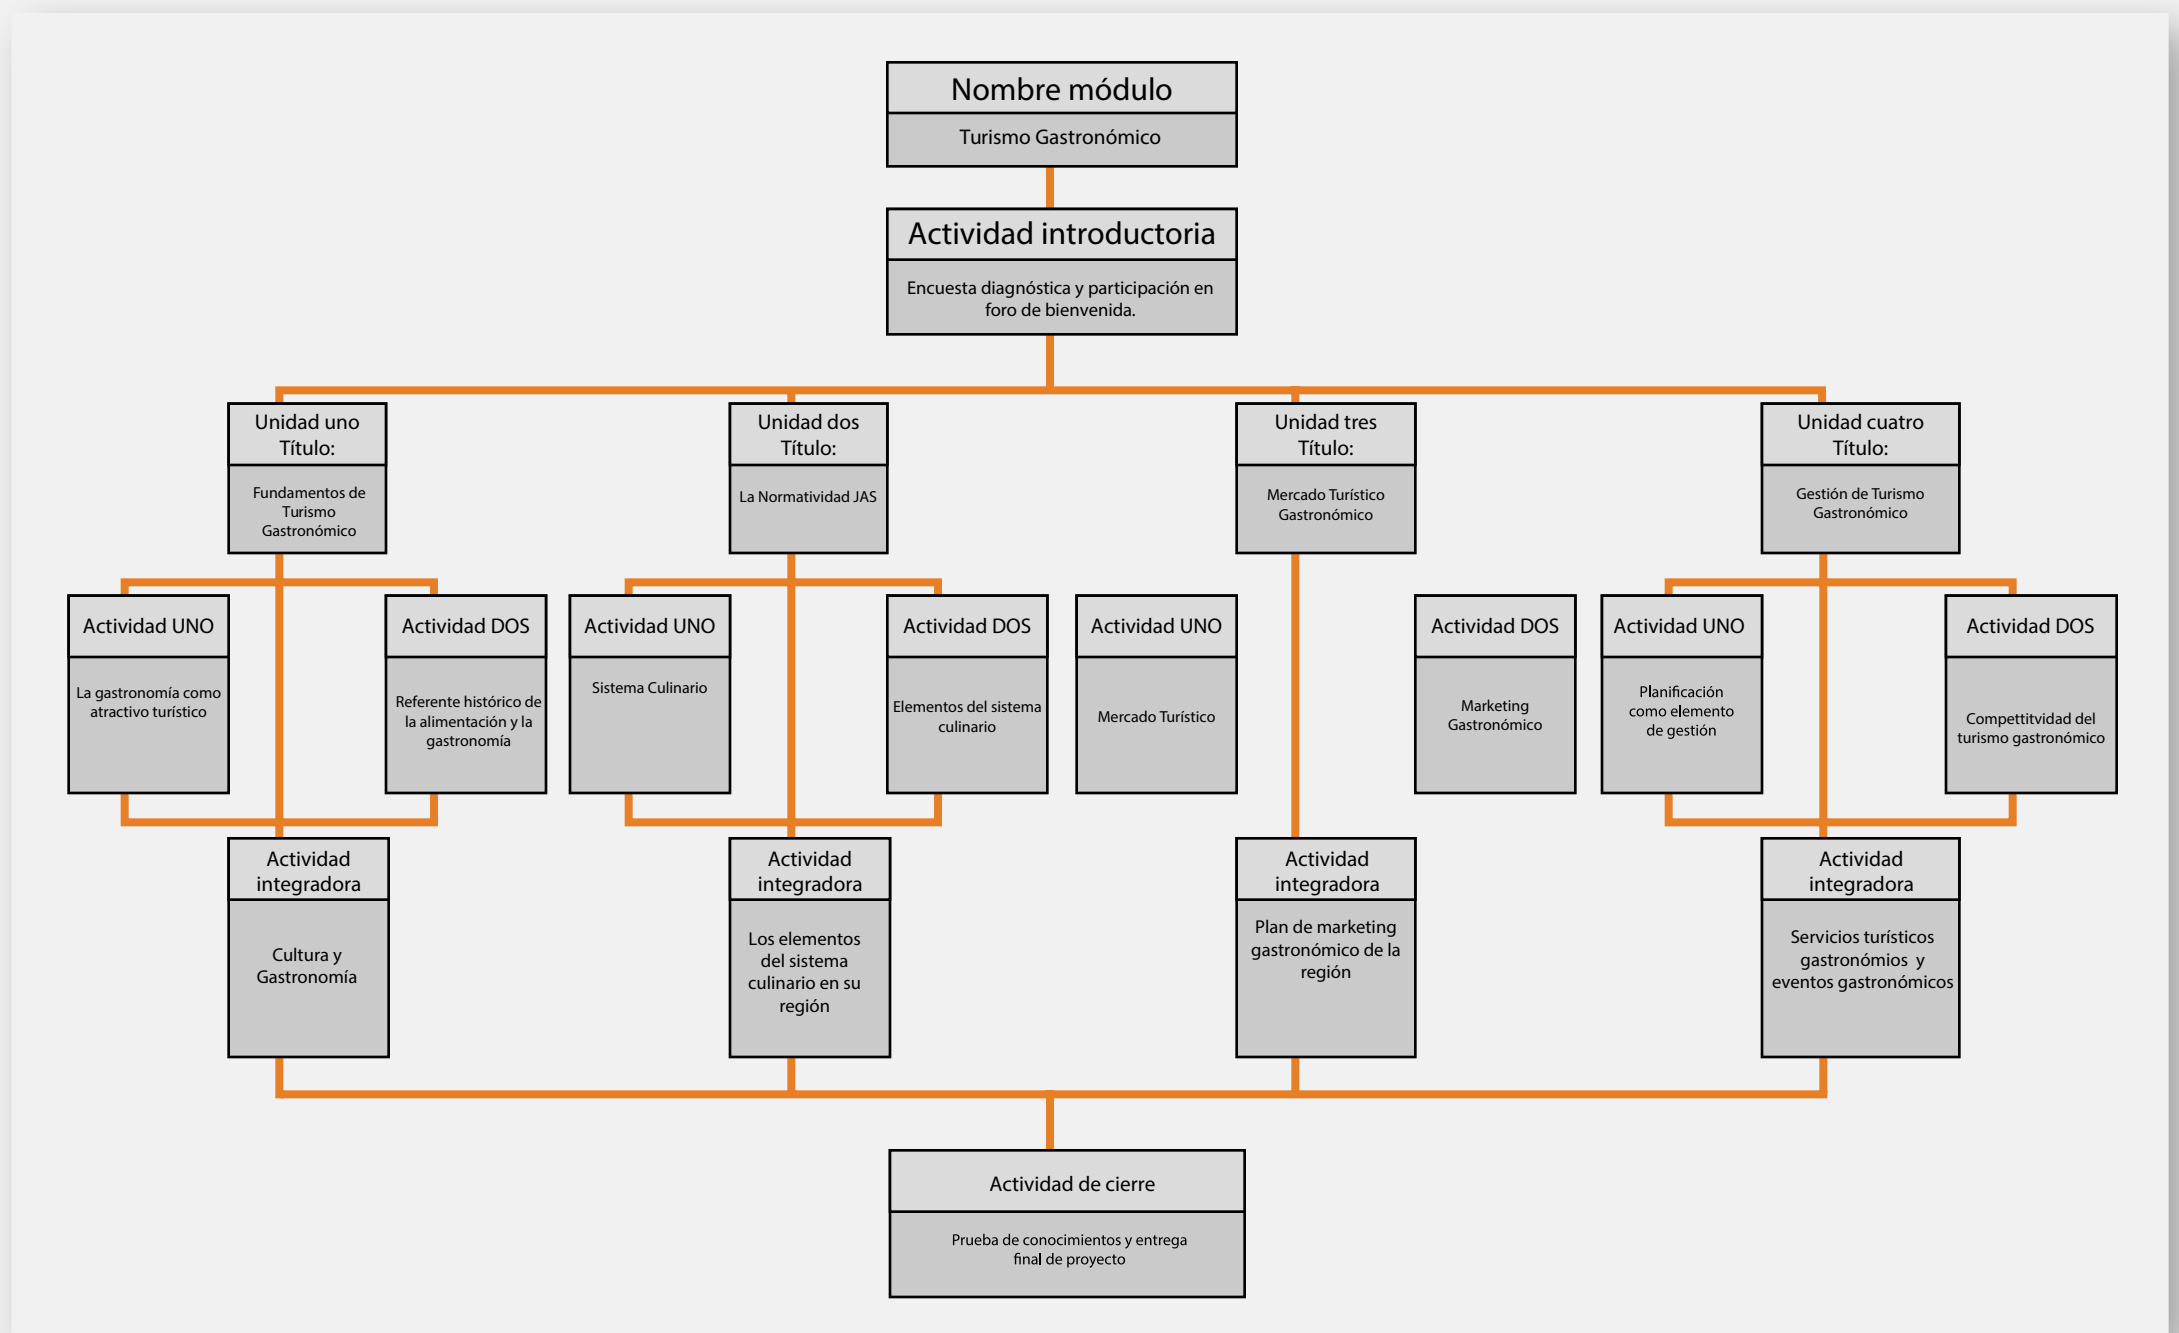 Nombre módulo
Turismo Gastronómico
Actividad introductoria
Encuesta diagnóstica y participación en
foro de bienvenida.
Unidad uno
Título:
Fundamentos de
Turismo
Gastronómico
Unidad dos
Título:
La Normatividad JAS
Unidad tres
Título:
Mercado Turístico
Gastronómico
Unidad cuatro
Título:
Gestión de Turismo
Gastronómico
Actividad UNO
La gastronomía como
atractivo turístico
Actividad DOS
Referente histórico de
la alimentación y la
gastronomía
Actividad UNO
Sistema Culinario
Actividad DOS
Elementos del sistema
culinario
Actividad UNO
Mercado Turístico
Actividad DOS
Marketing
Gastronómico
Actividad UNO
Planificación
como elemento
de gestión
Actividad DOS
Compettitvidad del
turismo gastronómico
Actividad
integradora
Cultura y
Gastronomía
Actividad
integradora
Los elementos
del sistema
culinario en su
región
Actividad
integradora
Plan de marketing
gastronómico de la
región
Actividad
integradora
Servicios turísticos
gastronómios y
eventos gastronómicos
Actividad de cierre
Prueba de conocimientos y entrega
final de proyecto